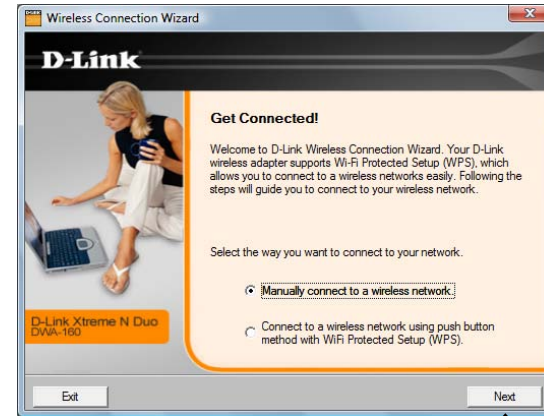 Wireless Connection Wizard
D-Link
Get Connected!
Welcome to D-Link Wireless Connection Wizard. Your D-Link
wireless adapter supports Wi-Fi Protected Setup (WPS), which
allows you to connect to a wireless networks easily. Following the
steps will guide you to connect to your wireless network.
Select the way you want to connect to your network.
Manually connect to a wireless network.
Connect to a wireless network using push button
method with WiFi Protected Setup (WPS).
D-Link Xtreme N Duo
DWA-160
Exit
Next